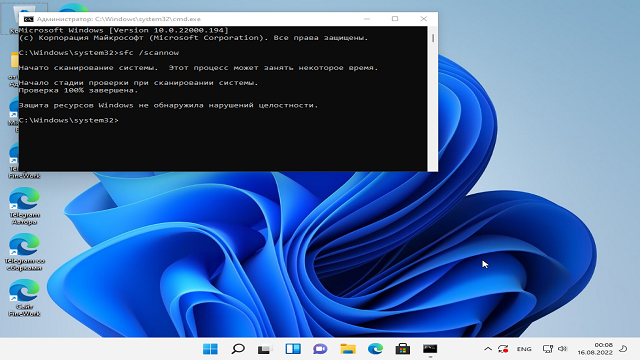 Администратор: C:\Windows\system32\cmd.exe
Microsoft Windows [Version 10.0.22000.194]
(c) Корпорация Майкрософт (Microsoft Corporation). Все права защищены.
C:\Windows\system32>sfc /scannow
Начато сканирование системы.  Этот процесс может занять некоторое время.
Начало стадии проверки при сканировании системы.
Проверка 100% завершена.
Защита ресурсов Windows не обнаружила нарушений целостности.
C:\Windows\system32>
FineWork
Telegram
Автора
Telegram со
сборками
Сайт
FineWork
ENG
00:08
16.08.2022